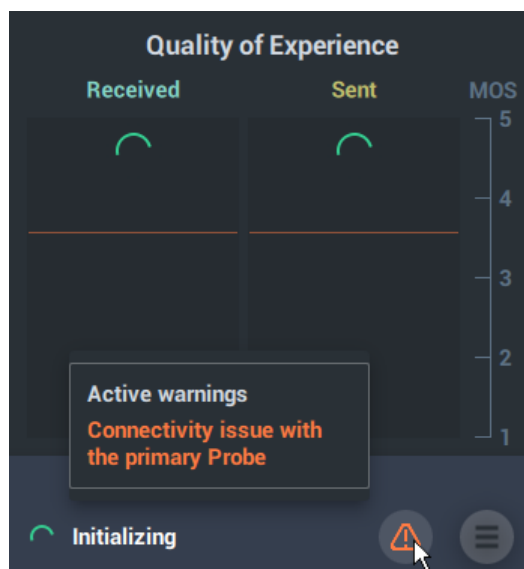 Quality of Experience
Received Sent MOS
5
4
3
2
1
Active warnings
Connectivity issue with
the primary Probe
Initializing